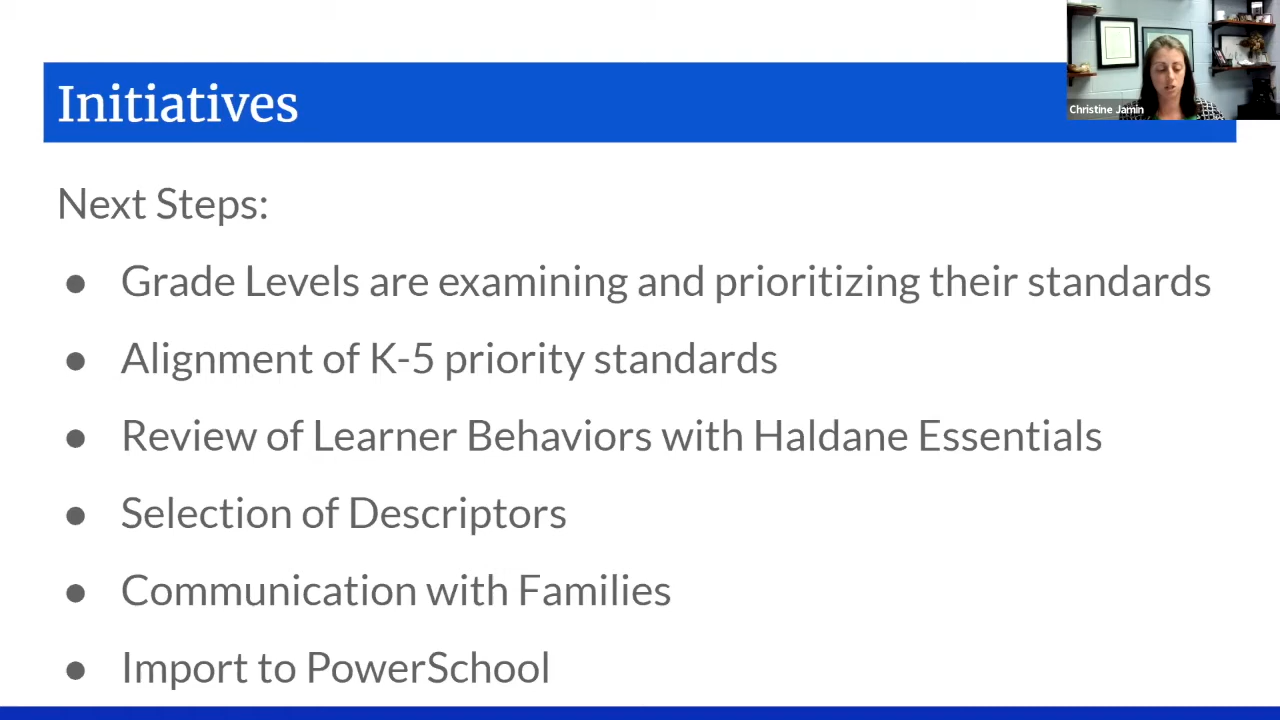 Initiatives
Christine Jamin
Next Steps:
● Grade Levels are examining and prioritizing their standards
● Alignment of K-5 priority standards
● Review of Learner Behaviors with Haldane Essentials
● Selection of Descriptors
● Communication with Families
● Import to PowerSchool